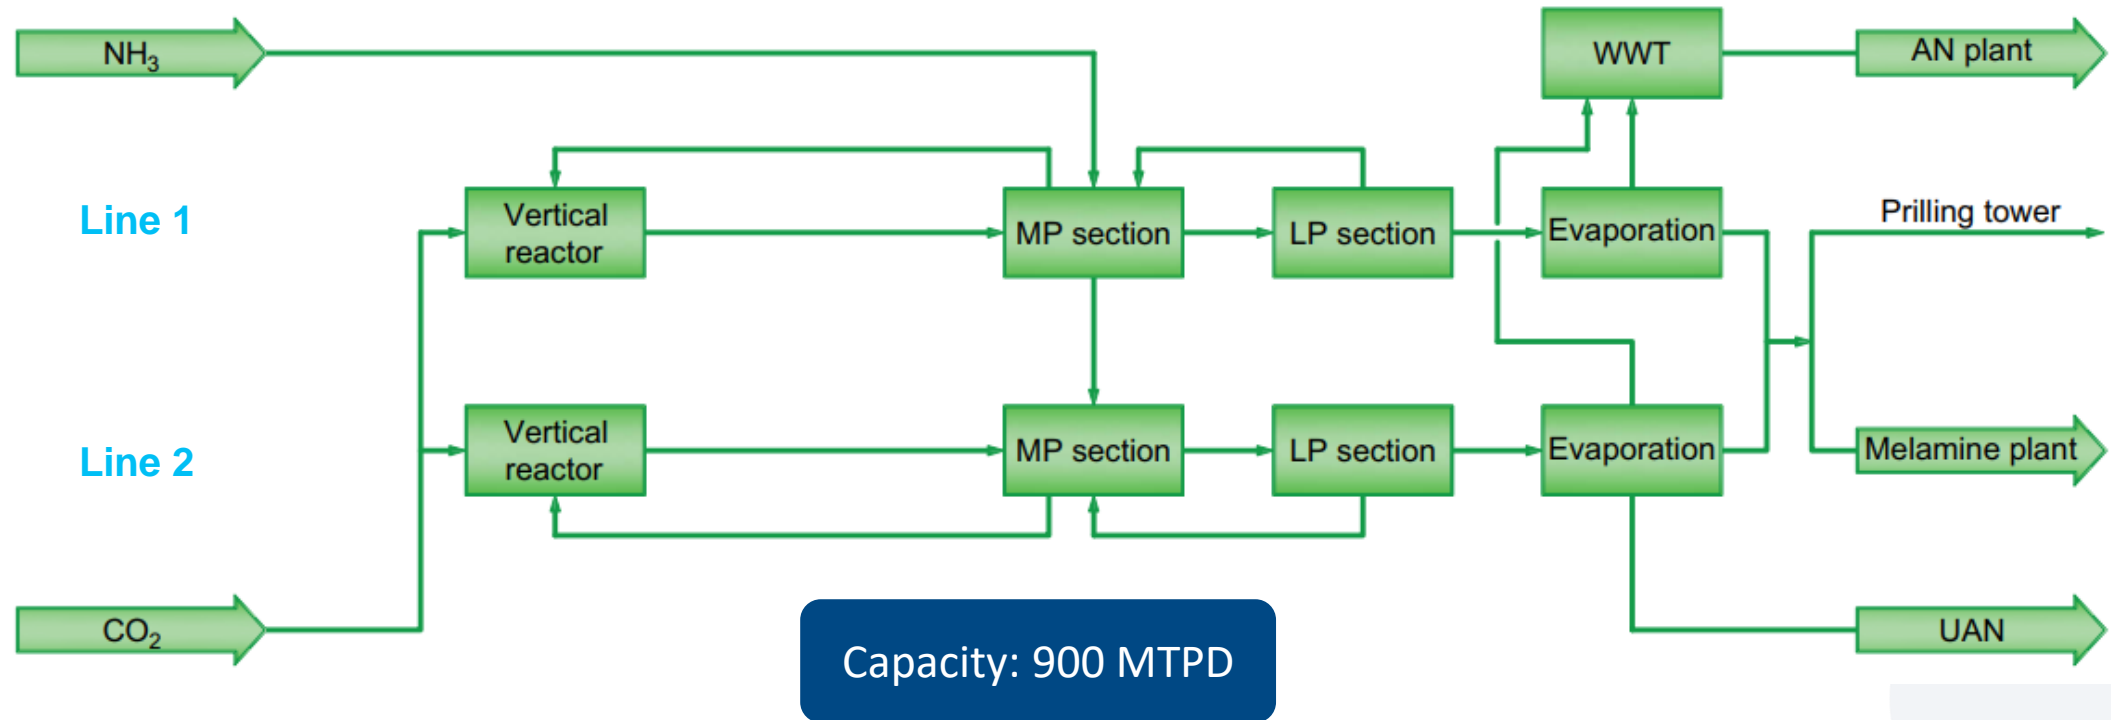 NH₃
WWT
AN plant
Line 1
Vertical
reactor
MP section
LP section
Evaporation
Prilling tower
Line 2
Vertical
reactor
MP section
LP section
Evaporation
Melamine plant
CO₂
Capacity: 900 MTPD
UAN